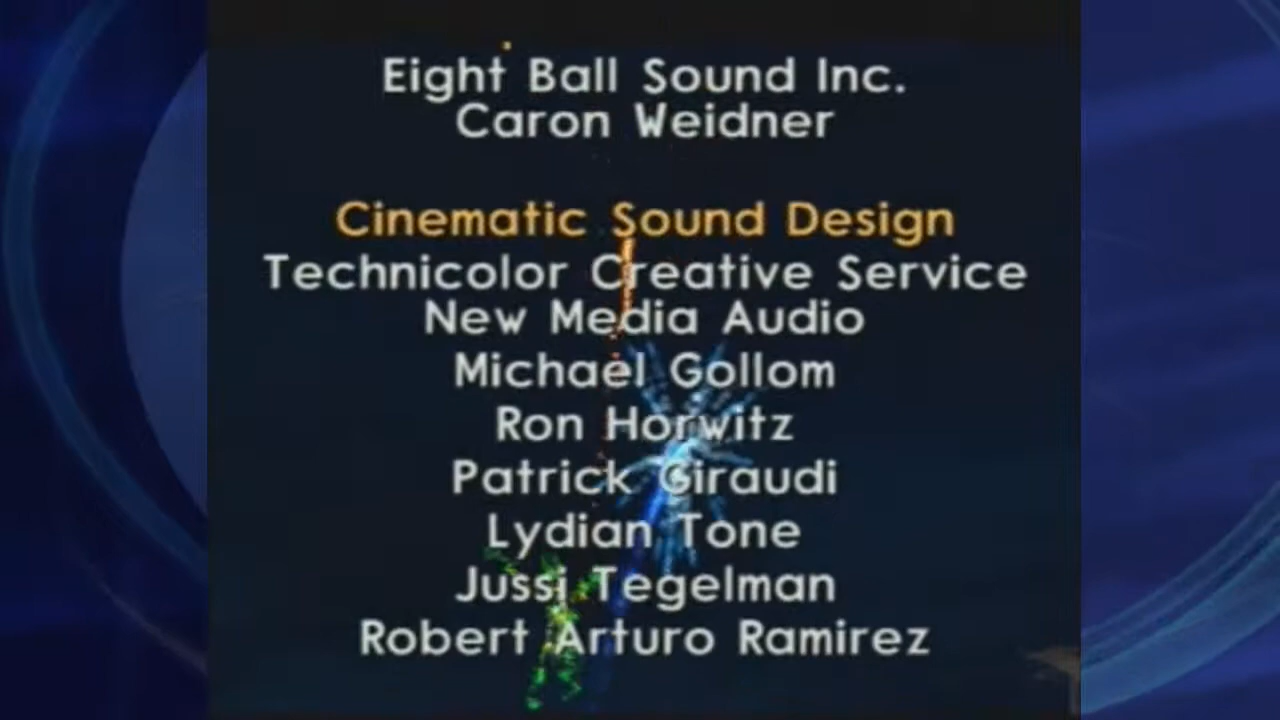 Eight Ball Sound Inc.
Caron Weidner
Cinematic Sound Design
Technicolor Creative Service
New Media Audio
Michael Gollom
Ron Horwitz
Patrick Giraudi
Lydian Tone
Jussi Tegelman
Robert Arturo Ramirez